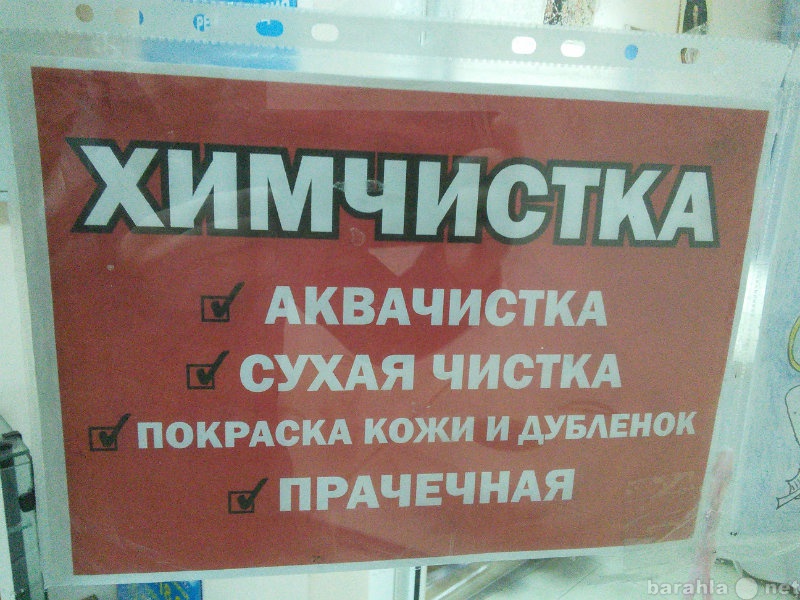 ХИМЧИСТКА
АКВАЧИСТКА
СУХАЯ ЧИСТКА
ПОКРАСКА КОЖИ И ДУБЛЕНОК
ПРАЧЕЧНАЯ
barahla net